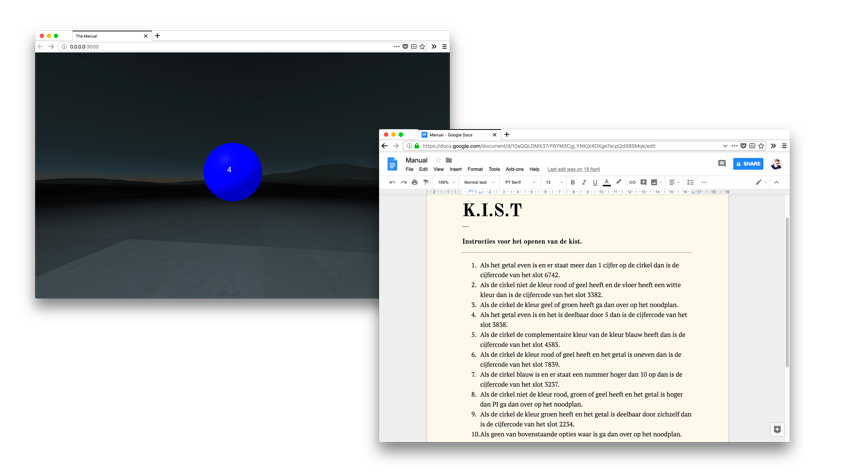 The Manual
0.0.0.0:3000
4
Manual - Google Docs
Manual
SHARE
File Edit View Insert Format Tools Add-ons Help Last edit was on 18 April
100% Normal text PT Serif 13 B I U A
K.I.S.T
Instructies voor het openen van de kist.
1. Als het getal even is en er staat meer dan 1 cijfer op de cirkel dan is de
cijfercode van het slot 6742.
2. Als de cirkel niet de kleur rood of geel heeft en de vloer heeft een witte
kleur dan is de cijfercode van het slot 3382.
3. Als de cirkel de kleur geel of groen heeft ga dan over op het noodplan.
4. Als het getal even is en het is deelbaar door 5 dan is de cijfercode van het
slot 3838.
5. Als de cirkel de complementaire kleur van de kleur blauw heeft dan is de
cijfercode van het slot 4583.
6. Als de cirkel de kleur rood of geel heeft en het getal is oneven dan is de
cijfercode van het slot 7839.
7. Als de cirkel blauw is en er staat een nummer hoger dan 10 op dan is de
cijfercode van het slot 3237.
8. Als de cirkel niet de kleur rood, groen of geel heeft en het getal is hoger
dan PI ga dan over op het noodplan.
9. Als de cirkel de kleur groen heeft en het getal is deelbaar door zichzelf dan
is de cijfercode van het slot 2234.
10.Als geen van bovenstaande opties waar is ga dan over op het noodplan.